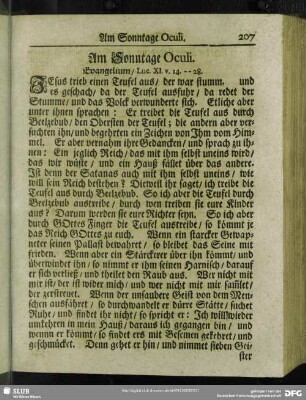 Am Sonntage Oculi. 207
Am Sonntage Oculi.
Evangelium / Luc. XI. v. 14. -- 28.
JEsus trieb einen Teufel aus / der war stumm. und
es geschach / da der Teufel ausfuhr / da redet der
Stumme / und das Volck verwunderte sich. Etliche aber
unter ihnen sprachen : Er treibet die Teufel aus durch
Beelzebub / den Obersten der Teufel ; die andern aber ver-
suchten ihn / und begehrten ein Zeichen von Ihm vom Him-
mel. Er aber vernahm ihre Gedancken / und sprach zu ih-
nen : Ein jeglich Reich / das mit ihm selbst uneins wird /
das wir wüste / und ein Hauß fället über das andere.
Ist denn der Satanas auch mit ihm selbst uneins / wie
will sein Reich bestehen ? Dieweil ihr saget / ich treibe die
Teufel aus durch Beelzebub. So ich aber die Teufel durch
Beelzebub austreibe / durch wen treiben sie eure Kinder
aus ? Darum werden sie eure Richter seyn. So ich aber
durch GOttes Finger die Teufel austreibe / so kömmt je
das Reich GOttes zu euch. Wenn ein starcker Gewap-
neter seinen Pallast bewahret / so bleibet das Seine mit
frieden. Wenn aber ein Stärckerer über ihn kömmt / und
überwindet ihn / so nimmt er ihm seinen Harnisch / darauf
er sich verließ / und theilet den Raub aus. Wer nicht mit
mir ist / der ist wider mich / und wer nicht mit mir samlet /
der zerstreuet. Wenn der unsaubere Geist von dem Men-
schen ausfähret / so durchwandelt er dürre Stätte / suchet
Ruhe / und findet ihr nicht / so spricht er : Ich will wieder
umkehren in mein Hauß / daraus ich gegangen bin / und
wenn er kömmt / so findet ers mit Besemen gekehret / und
geschmücket. Denn gehet er hin / und nimmet sieben Gei-
ster
SLUB